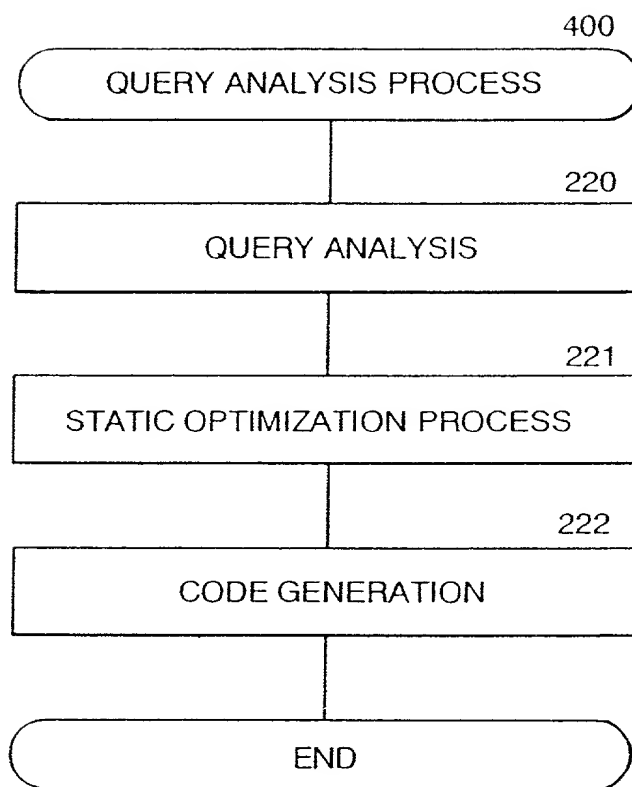 400
QUERY ANALYSIS PROCESS
220
QUERY ANALYSIS
221
STATIC OPTIMIZATION PROCESS
222
CODE GENERATION
END